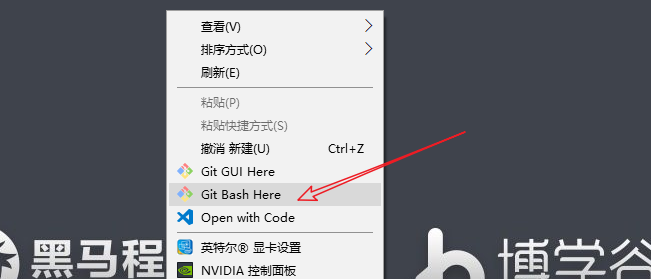 查看(V)
排序方式(O)
刷新(E)
粘贴(P)
粘贴快捷方式(S)
撤消 新建(U) Ctrl+Z
Git GUI Here
Git Bash Here
Open with Code
英特尔® 显卡设置
NVIDIA 控制面板
黑马程
博学谷